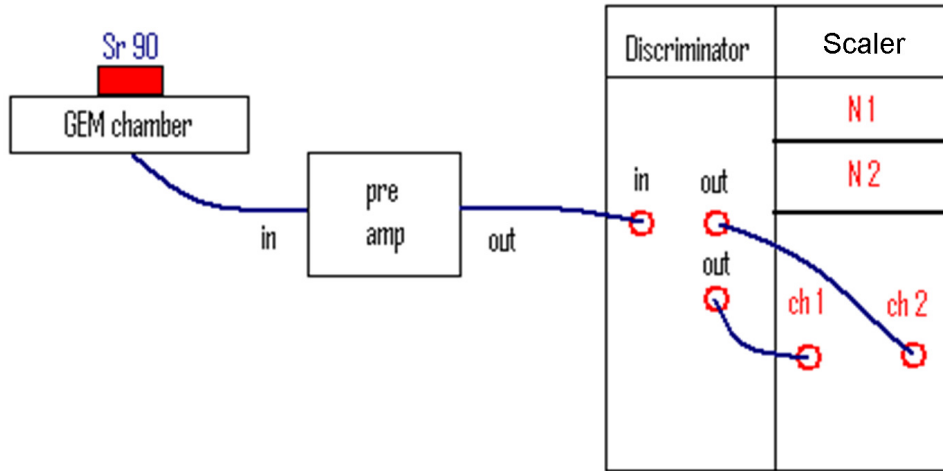 Sr 90
GEM chamber
in
pre
amp
out
Discriminator
Scaler
N 1
N 2
in
out
out
ch 1
ch 2